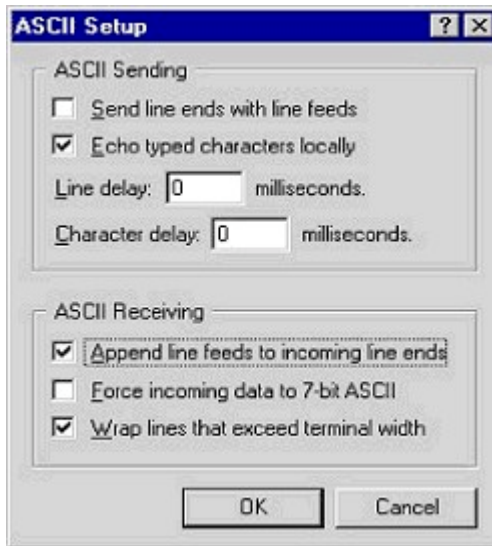 ASCII Setup
ASCII Sending
Send line ends with line feeds
Echo typed characters locally
Line delay: 0 milliseconds.
Character delay: 0 milliseconds.
ASCII Receiving
Append line feeds to incoming line ends
Force incoming data to 7-bit ASCII
Wrap lines that exceed terminal width
OK Cancel